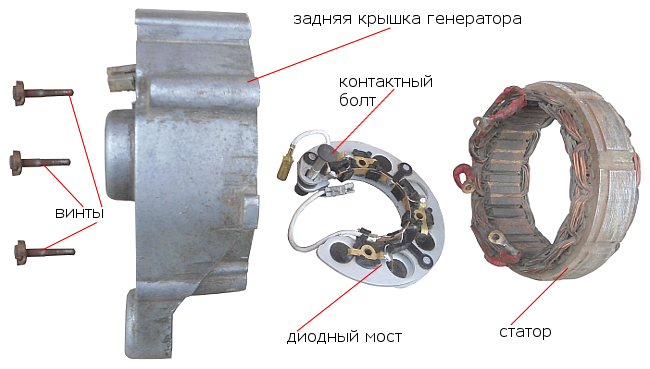 задняя крышка генератора
контактный
болт
винты
диодный мост
статор